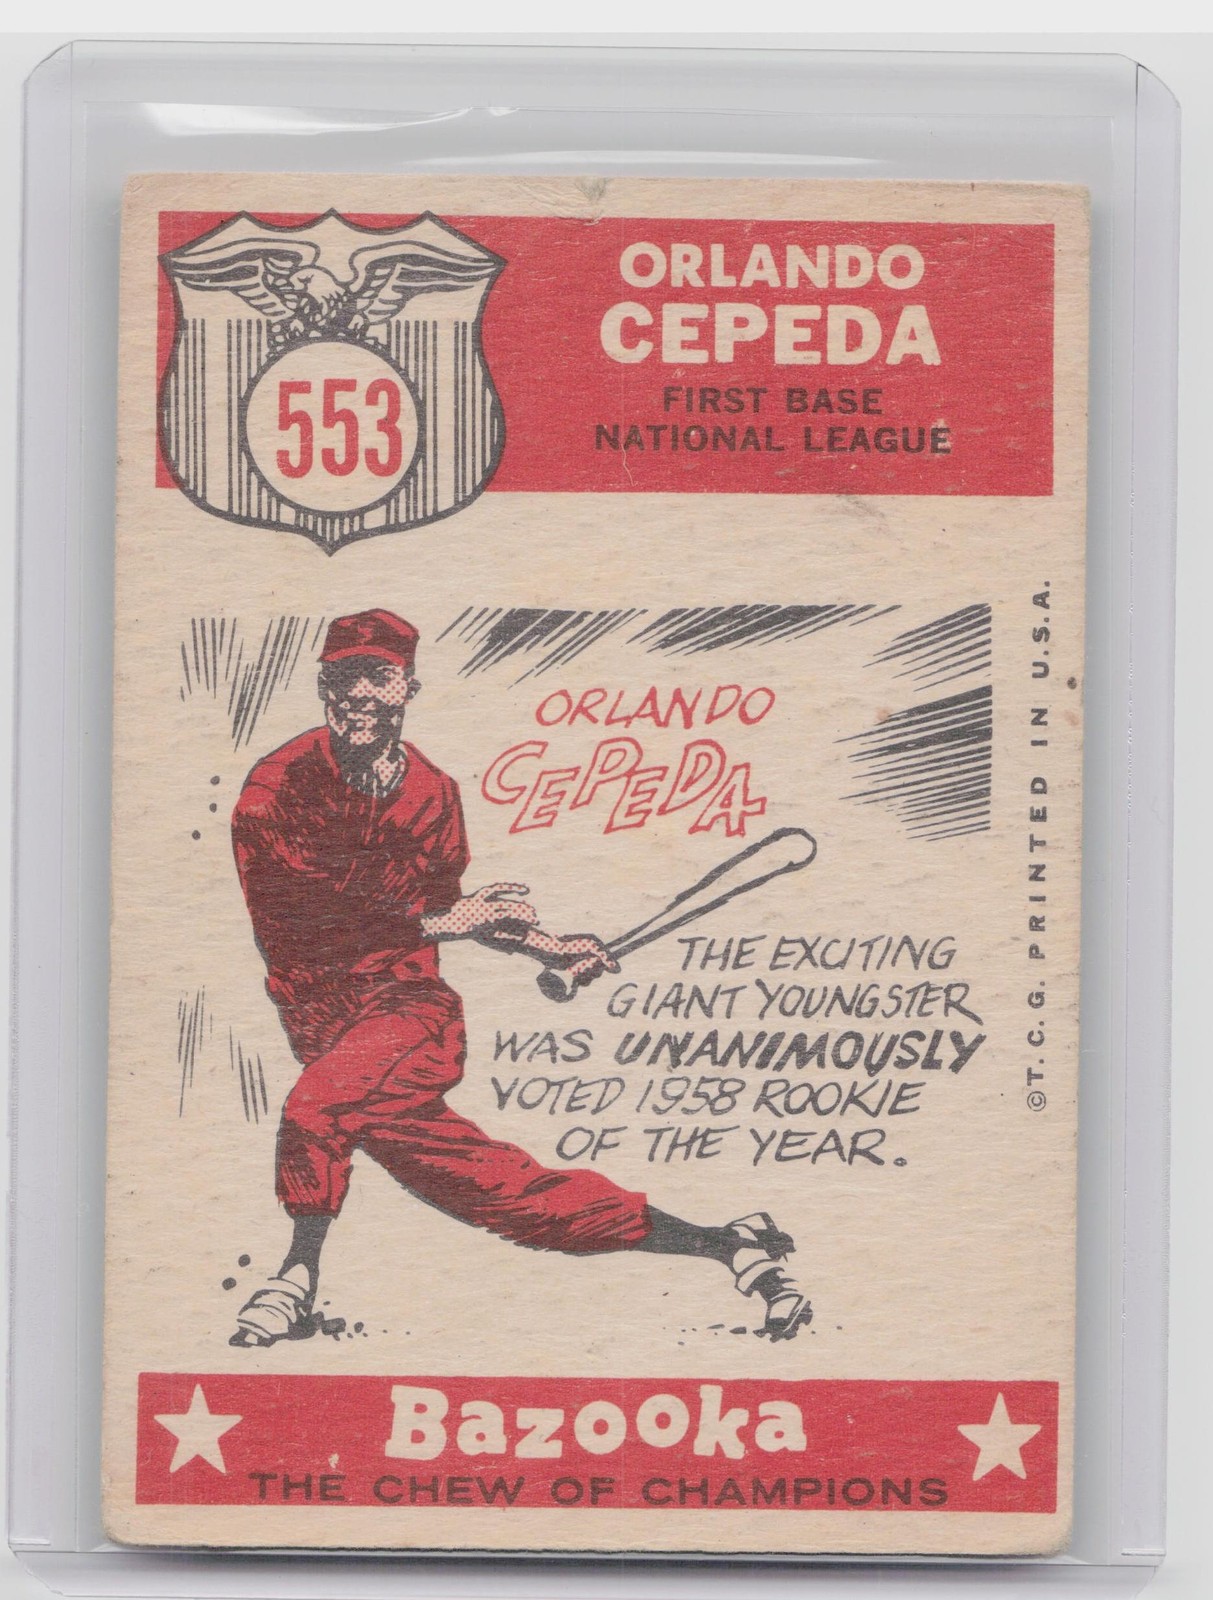 553
ORLANDO
CEPEDA
FIRST BASE
NATIONAL LEAGUE
ORLANDO
CEPEDA
THE EXCITING
GIANT YOUNGSTER
WAS UNANIMOUSLY
VOTED 1958 ROOKIE
OF THE YEAR.
©T. C. G. PRINTED IN U.S.A.
Bazooka
THE CHEW OF CHAMPIONS